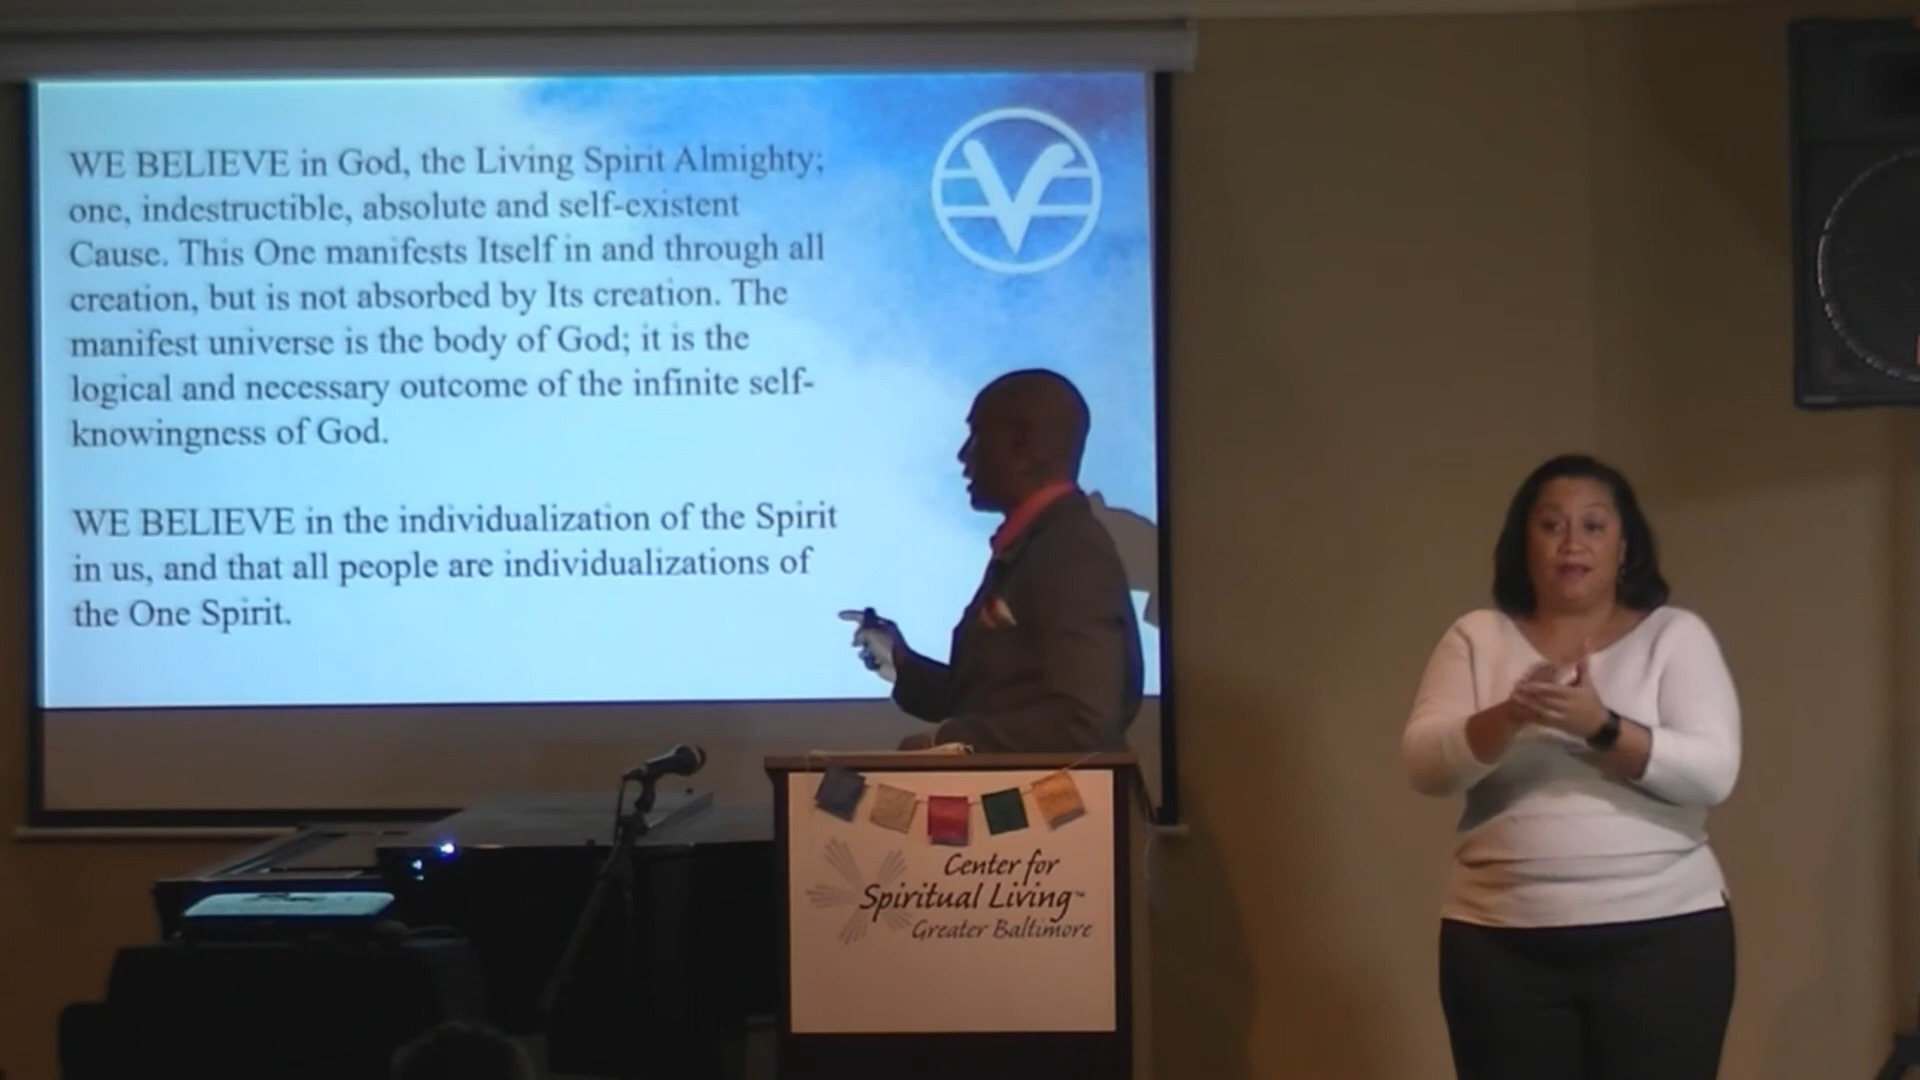 WE BELIEVE in God, the Living Spirit Almighty;
one, indestructible, absolute and self-existent
Cause. This One manifests Itself in and through all
creation, but is not absorbed by Its creation. The
manifest universe is the body of God; it is the
logical and necessary outcome of the infinite self-
knowingness of God.
WE BELIEVE in the individualization of the Spirit
in us, and that all people are individualizations of
the One Spirit.
Center for
Spiritual Living™
Greater Baltimore